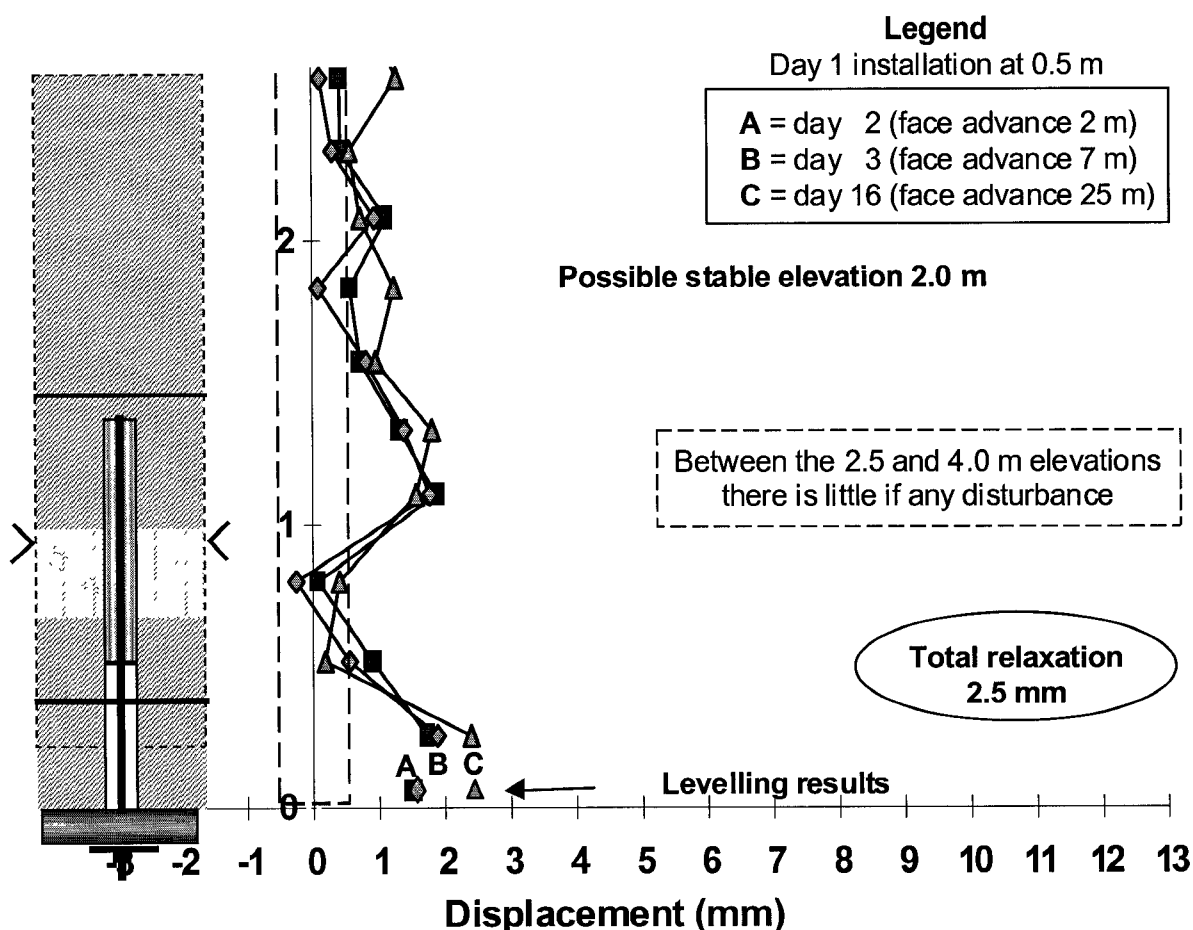 Legend
Day 1 installation at 0.5 m
A = day 2 (face advance 2 m)
B = day 3 (face advance 7 m)
C = day 16 (face advance 25 m)
2
Possible stable elevation 2.0 m
Between the 2.5 and 4.0 m elevations
there is little if any disturbance
1
Total relaxation
2.5 mm
A B C
Levelling results
0
-3 -2 -1 0 1 2 3 4 5 6 7 8 9 10 11 12 13
Displacement (mm)